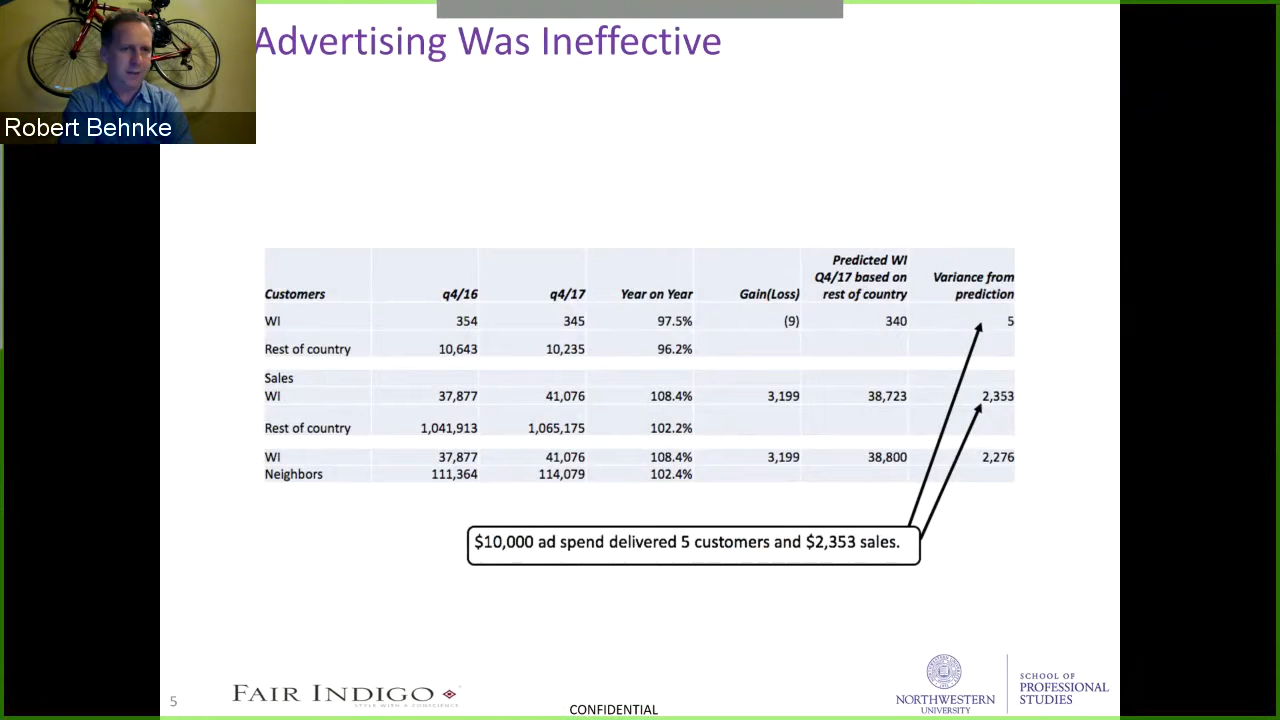 Advertising Was Ineffective
Robert Behnke
Customers q4/16 q4/17 Year on Year Gain(Loss) Predicted WI Q4/17 based on rest of country Variance from prediction
WI 354 345 97.5% (9) 340 5
Rest of country 10,643 10,235 96.2%
Sales
WI 37,877 41,076 108.4% 3,199 38,723 2,353
Rest of country 1,041,913 1,065,175 102.2%
WI 37,877 41,076 108.4% 3,199 38,800 2,276
Neighbors 111,364 114,079 102.4%
$10,000 ad spend delivered 5 customers and $2,353 sales.
5
FAIR INDIGO
STYLE WITH A CONSCIENCE
CONFIDENTIAL
NORTHWESTERN
UNIVERSITY
SCHOOL OF
PROFESSIONAL
STUDIES